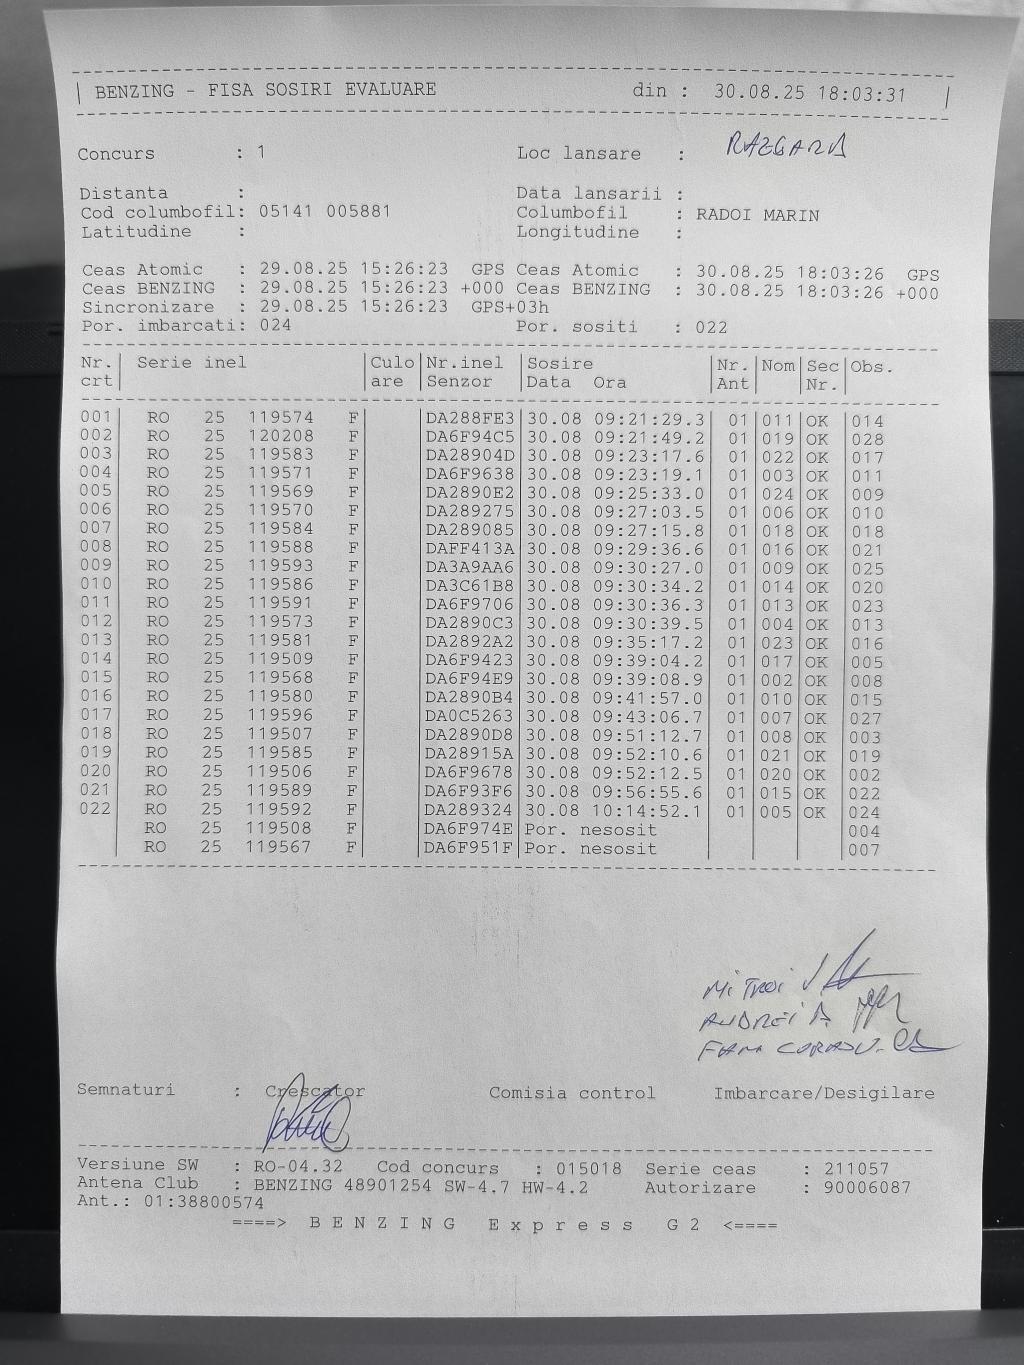 | BENZING - FISA SOSIRI EVALUARE din : 30.08.25 18:03:31 |
Concurs : 1 Loc lansare : RAZGARD
Distanta : Data lansarii :
Cod columbofil: 05141 005881 Columbofil : RADOI MARIN
Latitudine : Longitudine :
Ceas Atomic : 29.08.25 15:26:23 GPS Ceas Atomic : 30.08.25 18:03:26 GPS
Ceas BENZING : 29.08.25 15:26:23 +000 Ceas BENZING : 30.08.25 18:03:26 +000
Sincronizare : 29.08.25 15:26:23 GPS+03h
Por. imbarcati: 024 Por. sositi : 022
Nr. | Serie inel | Culo | Nr.inel | Sosire | Nr. | Nom | Sec | Obs.
crt | | are | Senzor | Data Ora | Ant | | Nr. |
001 | RO 25 119574 F | | DA288FE3 | 30.08 09:21:29.3 | 01 | 011 | OK | 014
002 | RO 25 120208 F | | DA6F94C5 | 30.08 09:21:49.2 | 01 | 019 | OK | 028
003 | RO 25 119583 F | | DA28904D | 30.08 09:23:17.6 | 01 | 022 | OK | 017
004 | RO 25 119571 F | | DA6F9638 | 30.08 09:23:19.1 | 01 | 003 | OK | 011
005 | RO 25 119569 F | | DA2890E2 | 30.08 09:25:33.0 | 01 | 024 | OK | 009
006 | RO 25 119570 F | | DA289275 | 30.08 09:27:03.5 | 01 | 006 | OK | 010
007 | RO 25 119584 F | | DA289085 | 30.08 09:27:15.8 | 01 | 018 | OK | 018
008 | RO 25 119588 F | | DAFF413A | 30.08 09:29:36.6 | 01 | 016 | OK | 021
009 | RO 25 119593 F | | DA3A9AA6 | 30.08 09:30:27.0 | 01 | 009 | OK | 025
010 | RO 25 119586 F | | DA3C61B8 | 30.08 09:30:34.2 | 01 | 014 | OK | 020
011 | RO 25 119591 F | | DA6F9706 | 30.08 09:30:36.3 | 01 | 013 | OK | 023
012 | RO 25 119573 F | | DA2890C3 | 30.08 09:30:39.5 | 01 | 004 | OK | 013
013 | RO 25 119581 F | | DA2892A2 | 30.08 09:35:17.2 | 01 | 023 | OK | 016
014 | RO 25 119509 F | | DA6F9423 | 30.08 09:39:04.2 | 01 | 017 | OK | 005
015 | RO 25 119568 F | | DA6F94E9 | 30.08 09:39:08.9 | 01 | 002 | OK | 008
016 | RO 25 119580 F | | DA2890B4 | 30.08 09:41:57.0 | 01 | 010 | OK | 015
017 | RO 25 119596 F | | DA0C5263 | 30.08 09:43:06.7 | 01 | 007 | OK | 027
018 | RO 25 119507 F | | DA2890D8 | 30.08 09:51:12.7 | 01 | 008 | OK | 003
019 | RO 25 119585 F | | DA28915A | 30.08 09:52:10.6 | 01 | 021 | OK | 019
020 | RO 25 119506 F | | DA6F9678 | 30.08 09:52:12.5 | 01 | 020 | OK | 002
021 | RO 25 119589 F | | DA6F93F6 | 30.08 09:56:55.6 | 01 | 015 | OK | 022
022 | RO 25 119592 F | | DA289324 | 30.08 10:14:52.1 | 01 | 005 | OK | 024
| RO 25 119508 F | | DA6F974E | Por. nesosit | | | | 004
| RO 25 119567 F | | DA6F951F | Por. nesosit | | | | 007
MITROI
ANDREI A
Semnaturi : Crescator Comisia control Imbarcare/Desigilare
Versiune SW : RO-04.32 Cod concurs : 015018 Serie ceas : 211057
Antena Club : BENZING 48901254 SW-4.7 HW-4.2 Autorizare : 90006087
Ant.: 01:38800574
====> B E N Z I N G E x p r e s s G 2 <====